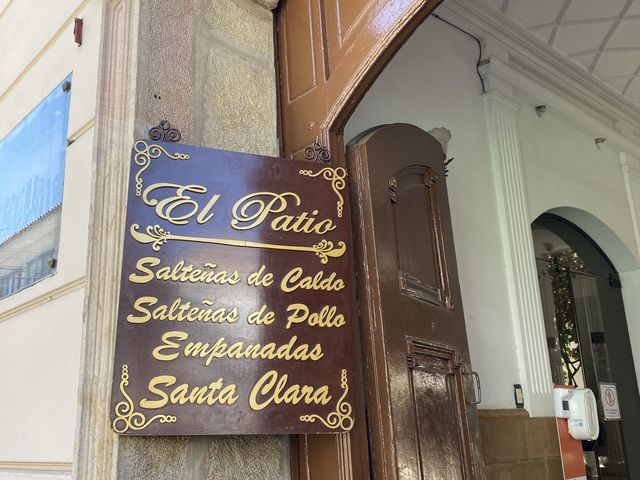 El Patio
Salteñas de Caldo
Salteñas de Pollo
Empanadas
Santa Clara